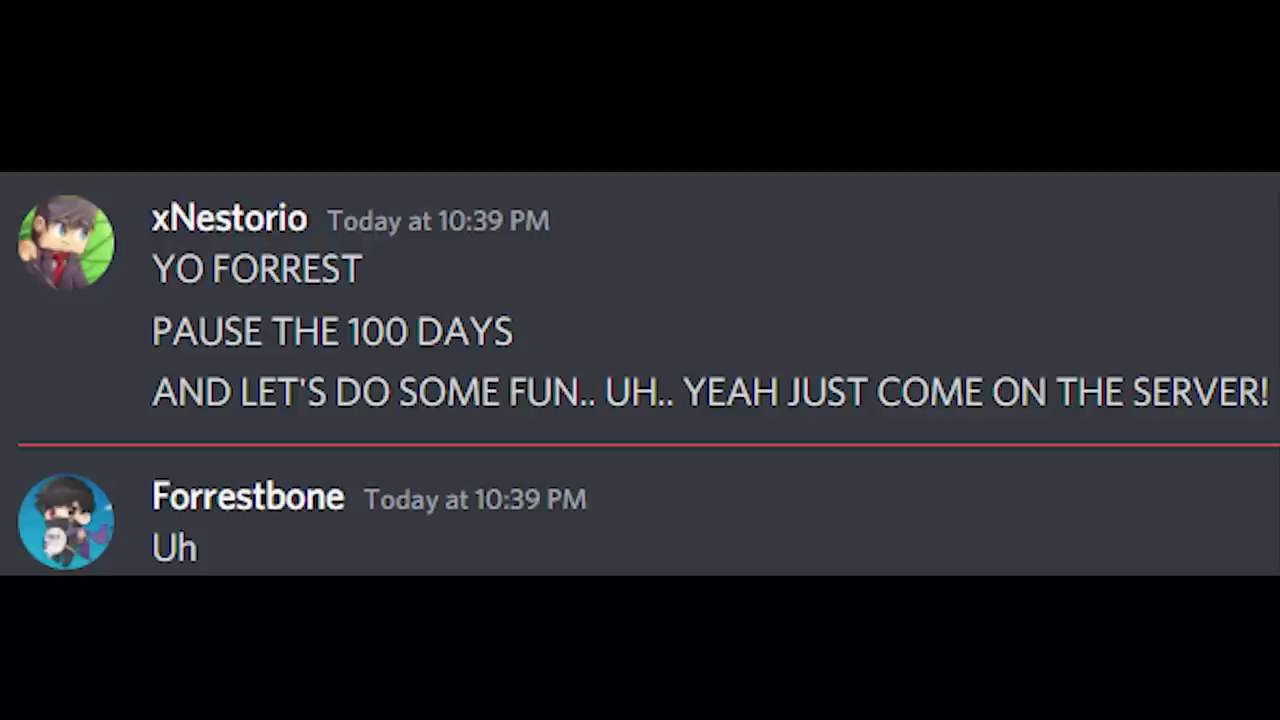 xNestorio Today at 10:39 PM
YO FORREST
PAUSE THE 100 DAYS
AND LET'S DO SOME FUN.. UH.. YEAH JUST COME ON THE SERVER!
Forrestbone Today at 10:39 PM
Uh